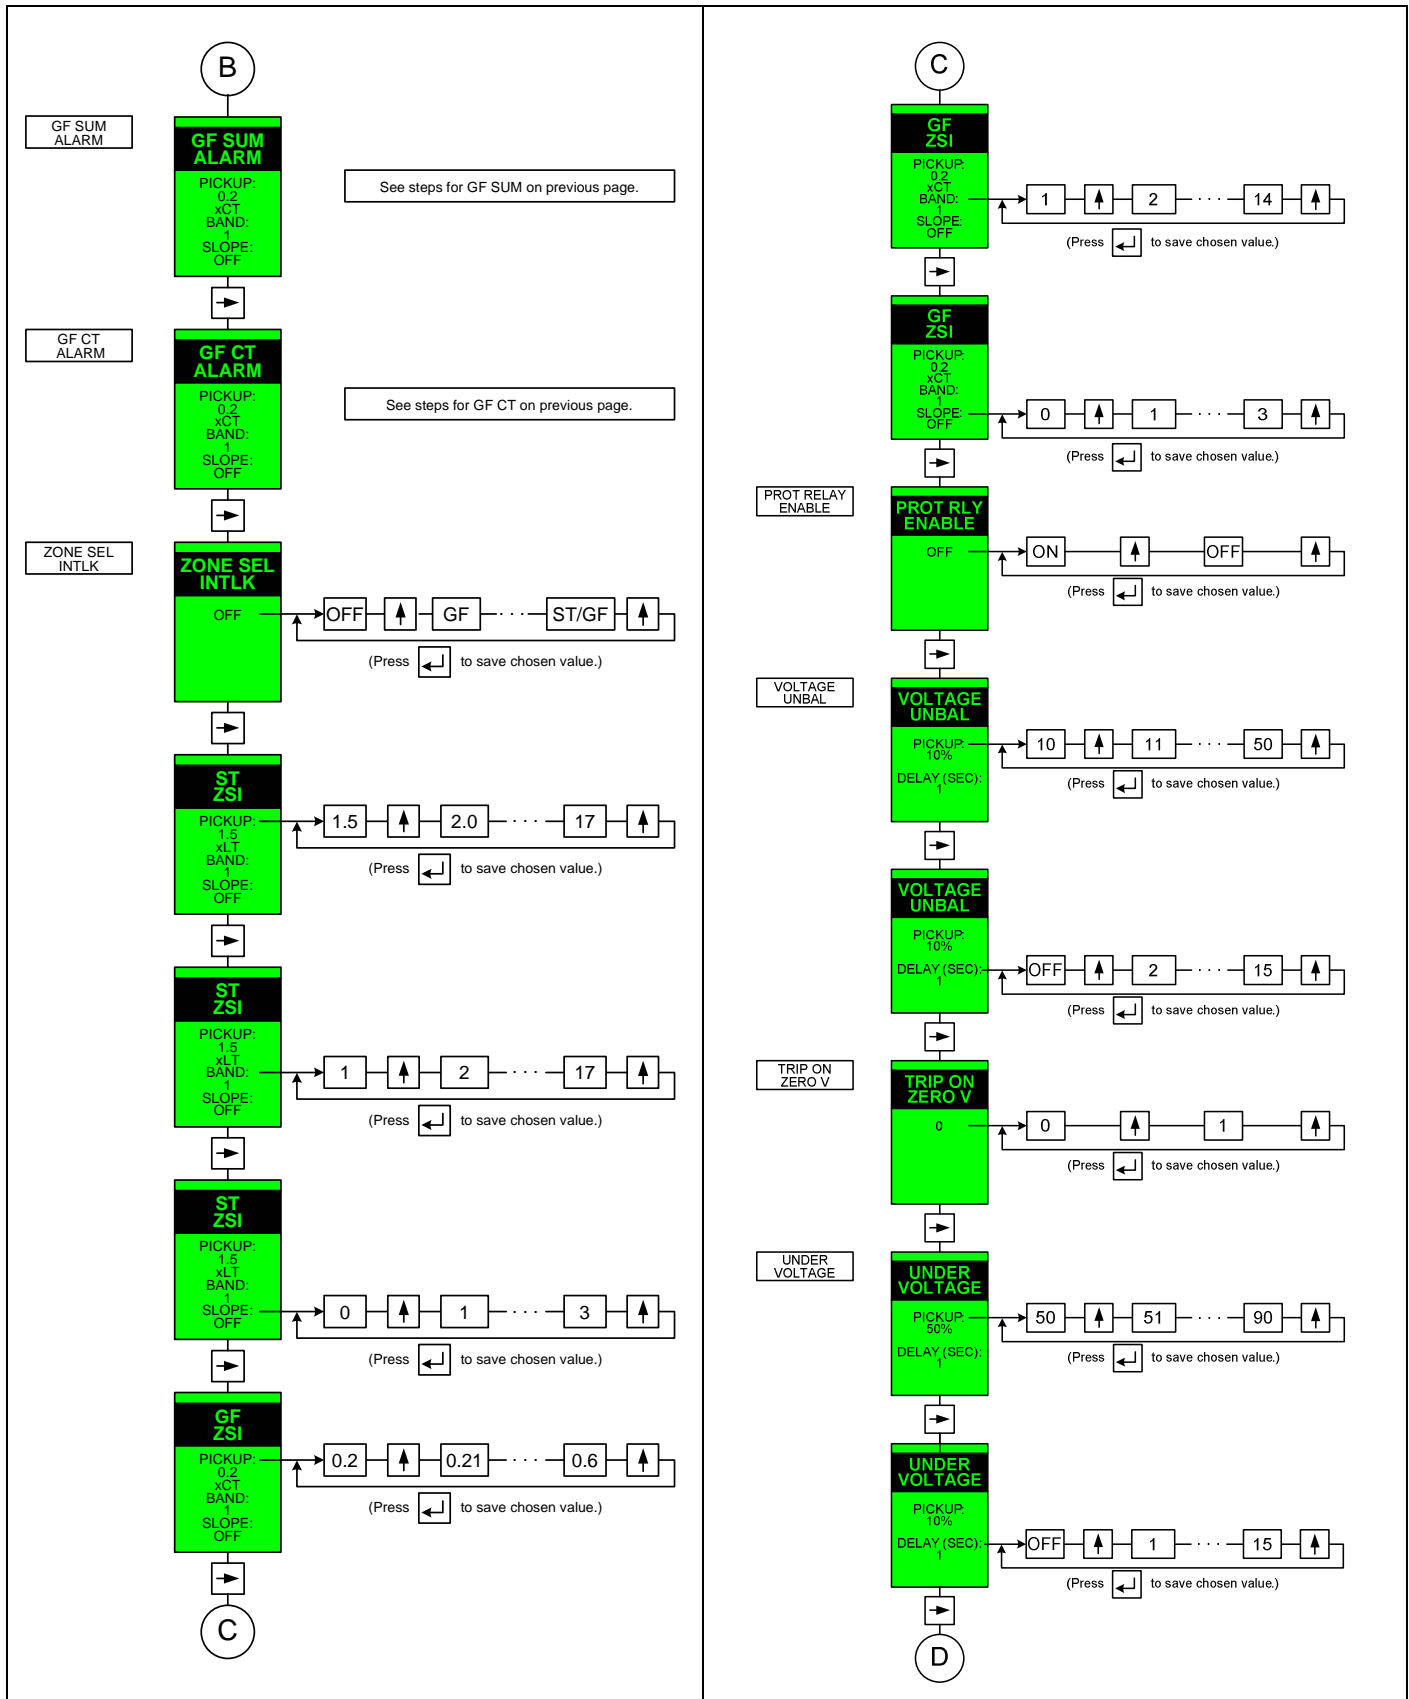 B
GF SUM
ALARM
GF SUM
ALARM
PICKUP:
0.2
xCT
BAND:
1
SLOPE:
OFF
See steps for GF SUM on previous page.
GF CT
ALARM
GF CT
ALARM
PICKUP:
0.2
xCT
BAND:
1
SLOPE:
OFF
See steps for GF CT on previous page.
ZONE SEL
INTLK
ZONE SEL
INTLK
OFF
OFF GF · · · ST/GF
(Press to save chosen value.)
ST
ZSI
PICKUP:
1.5
xLT
BAND:
1
SLOPE:
OFF
1.5 2.0 · · · 17
(Press to save chosen value.)
ST
ZSI
PICKUP:
1.5
xLT
BAND:
1
SLOPE:
OFF
1 2 · · · 17
(Press to save chosen value.)
ST
ZSI
PICKUP:
1.5
xLT
BAND:
1
SLOPE:
OFF
0 1 · · · 3
(Press to save chosen value.)
GF
ZSI
PICKUP:
0.2
xCT
BAND:
1
SLOPE:
OFF
0.2 0.21 · · · 0.6
(Press to save chosen value.)
C
C
GF
ZSI
PICKUP:
0.2
xCT
BAND:
1
SLOPE:
OFF
1 2 · · · 14
(Press to save chosen value.)
GF
ZSI
PICKUP:
0.2
xCT
BAND:
1
SLOPE:
OFF
0 1 · · · 3
(Press to save chosen value.)
PROT RELAY
ENABLE
PROT RLY
ENABLE
OFF
ON OFF
(Press to save chosen value.)
VOLTAGE
UNBAL
VOLTAGE
UNBAL
PICKUP:
10%
DELAY (SEC):
1
10 11 · · · 50
(Press to save chosen value.)
VOLTAGE
UNBAL
PICKUP:
10%
DELAY (SEC):
1
OFF 2 · · · 15
(Press to save chosen value.)
TRIP ON
ZERO V
TRIP ON
ZERO V
0
0 1
(Press to save chosen value.)
UNDER
VOLTAGE
UNDER
VOLTAGE
PICKUP:
50%
DELAY (SEC):
1
50 51 · · · 90
(Press to save chosen value.)
UNDER
VOLTAGE
PICKUP:
10%
DELAY (SEC):
1
OFF 1 · · · 15
(Press to save chosen value.)
D